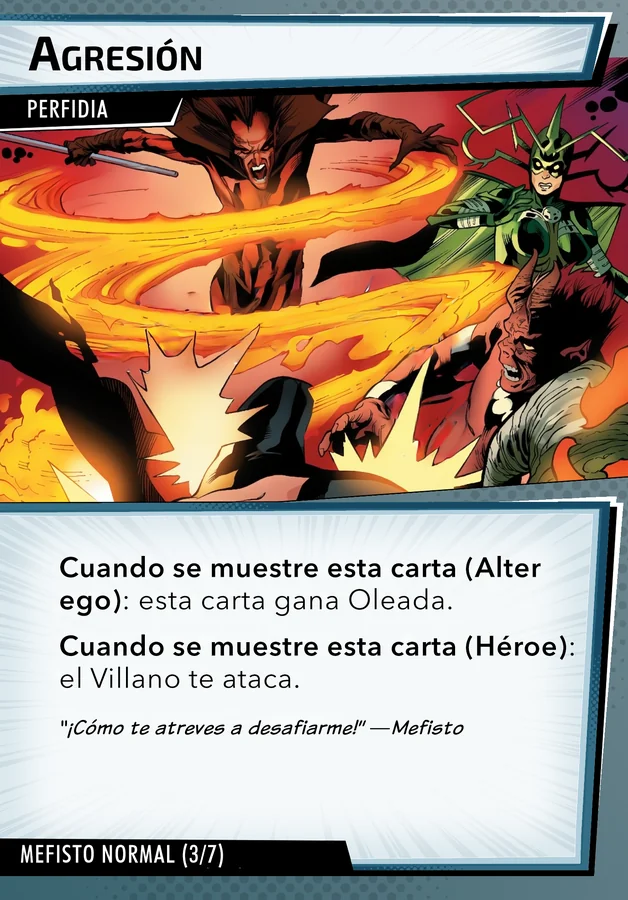 Agresión
PERFIDIA
Cuando se muestre esta carta (Alter
ego): esta carta gana Oleada.
Cuando se muestre esta carta (Héroe):
el Villano te ataca.
"¡Cómo te atreves a desafiarme!" —Mefisto
MEFISTO NORMAL (3/7)